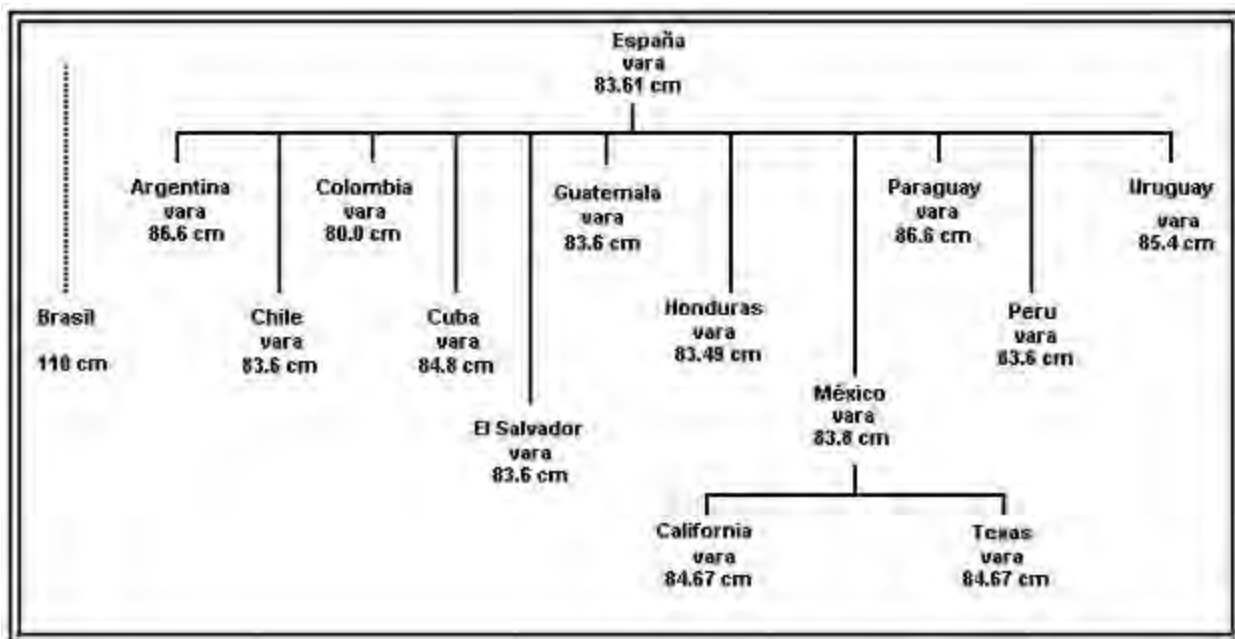 España
vara
83.61 cm
Argentina
vara
86.6 cm
Colombia
vara
80.0 cm
Guatemala
vara
83.6 cm
Paraguay
vara
86.6 cm
Uruguay
vara
85.4 cm
Brasil
110 cm
Chile
vara
83.6 cm
Cuba
vara
84.8 cm
Honduras
vara
83.49 cm
Peru
vara
83.6 cm
México
vara
83.8 cm
El Salvador
vara
83.6 cm
California
vara
84.67 cm
Texas
vara
84.67 cm